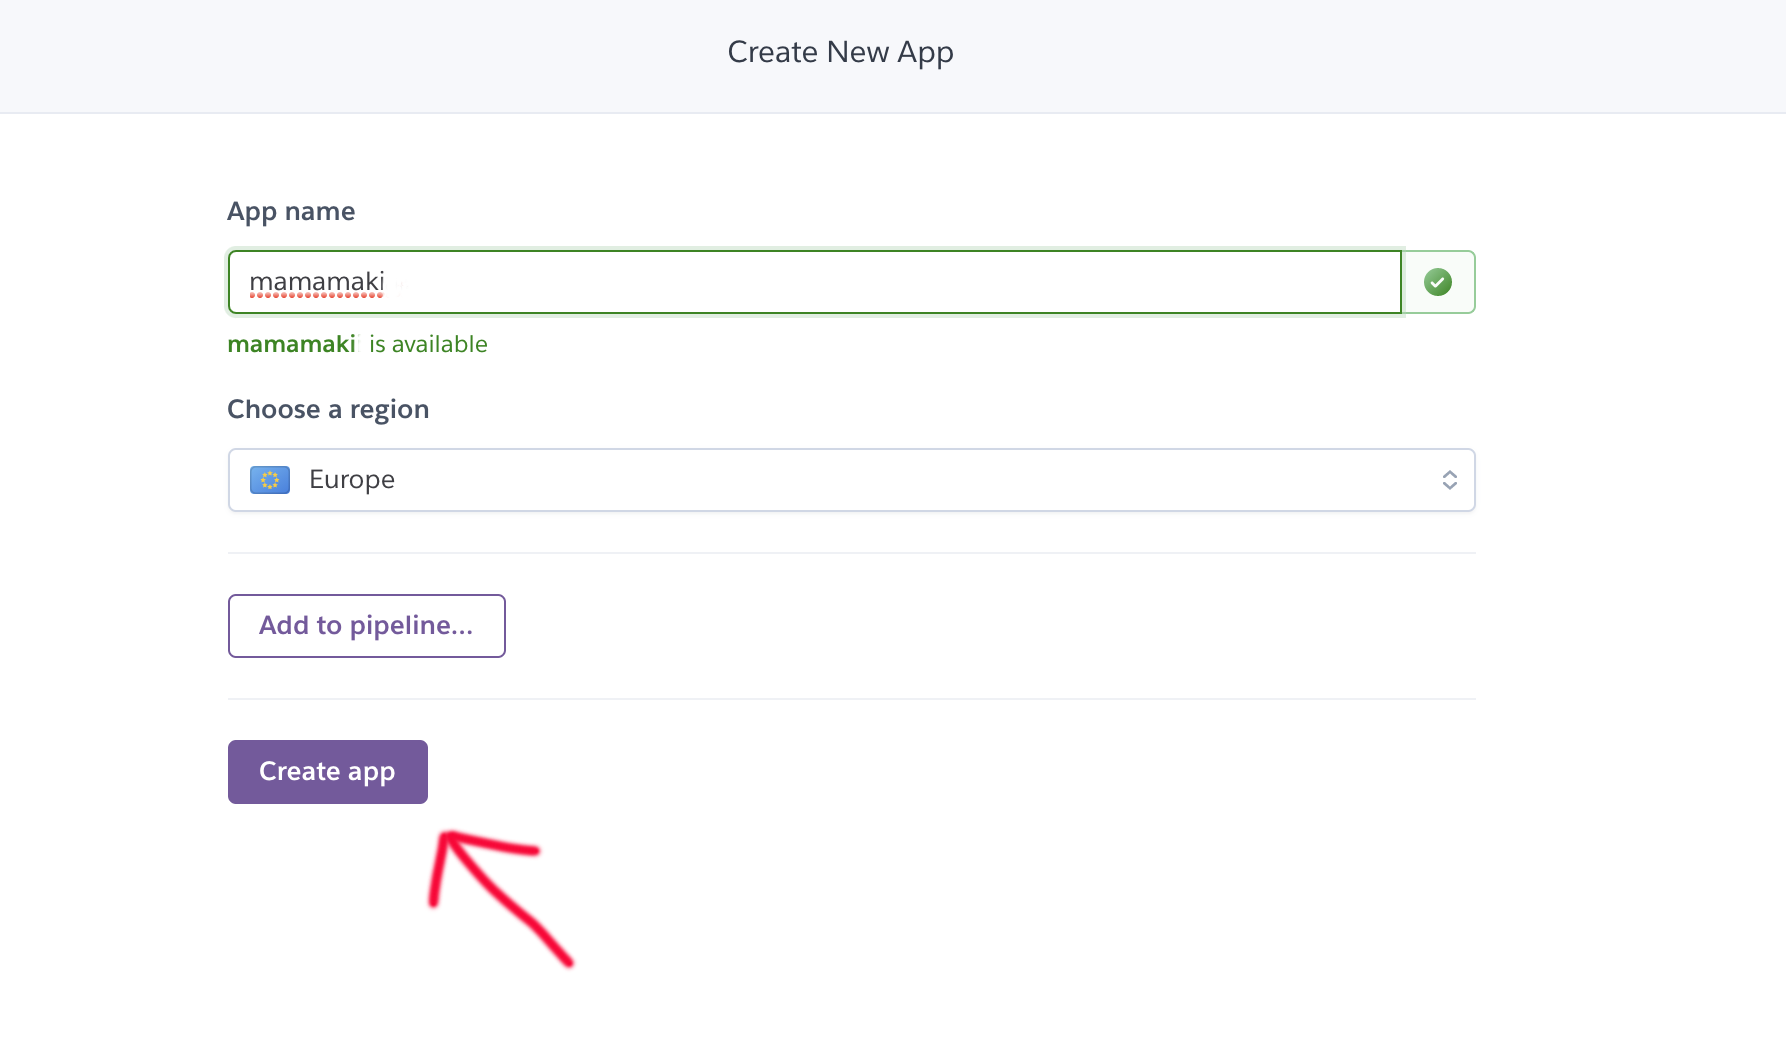 Create New App
App name
mamamaki
mamamaki is available
Choose a region
Europe
Add to pipeline...
Create app